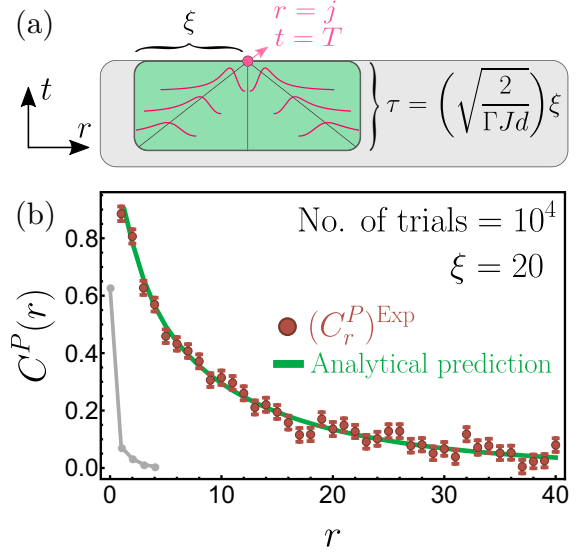 (a)
ξ
r = j
t = T
t
r
τ = (√(2/ΓJd)) ξ
(b)
No. of trials = 10⁴
ξ = 20
(C_r^P)^Exp
Analytical prediction
C^P(r)
0.8
0.6
0.4
0.2
0.0
0 10 20 30 40
r